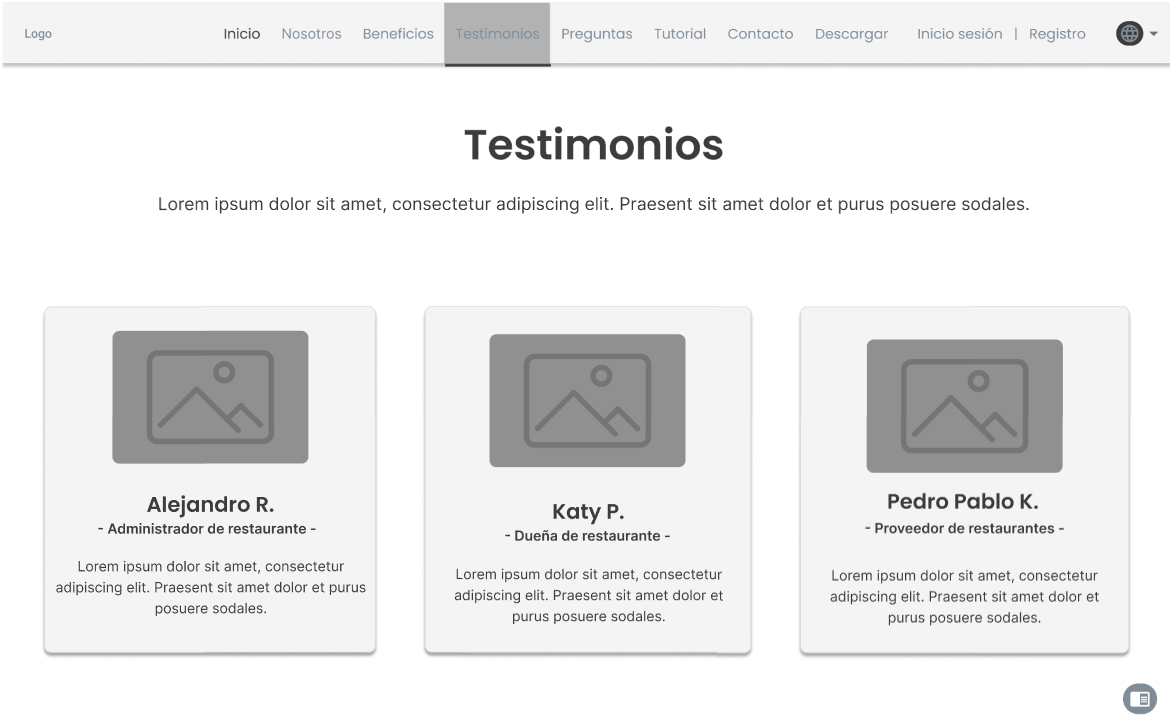 Logo
Inicio Nosotros Beneficios Testimonios Preguntas Tutorial Contacto Descargar Inicio sesión | Registro
Testimonios
Lorem ipsum dolor sit amet, consectetur adipiscing elit. Praesent sit amet dolor et purus posuere sodales.
Alejandro R.
- Administrador de restaurante -
Lorem ipsum dolor sit amet, consectetur
adipiscing elit. Praesent sit amet dolor et purus
posuere sodales.
Katy P.
- Dueña de restaurante -
Lorem ipsum dolor sit amet, consectetur
adipiscing elit. Praesent sit amet dolor et
purus posuere sodales.
Pedro Pablo K.
- Proveedor de restaurantes -
Lorem ipsum dolor sit amet, consectetur
adipiscing elit. Praesent sit amet dolor et
purus posuere sodales.